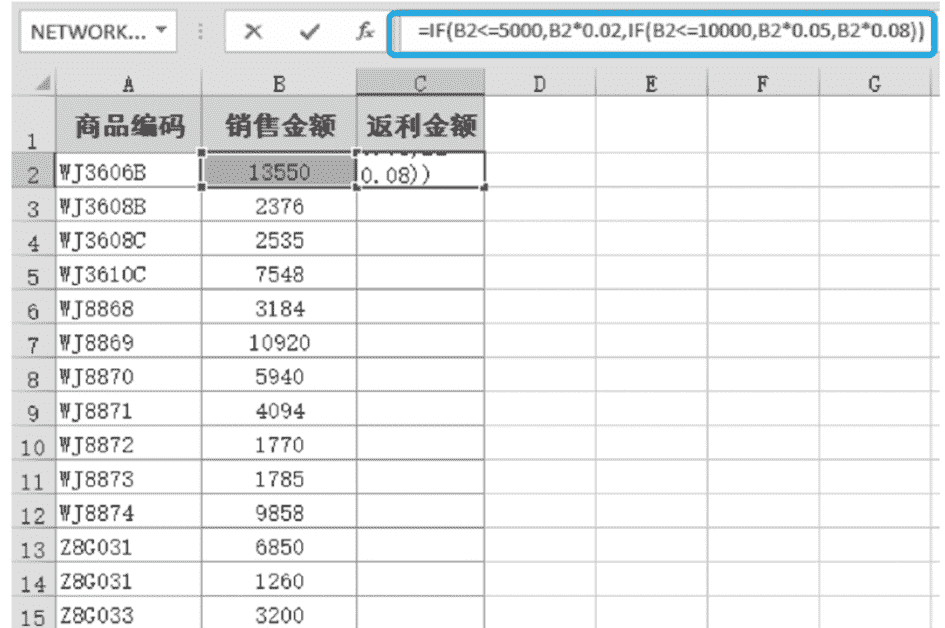 NETWORK... =IF(B2<=5000,B2*0.02,IF(B2<=10000,B2*0.05,B2*0.08))
A B C D E F G
1 商品编码 销售金额 返利金额
2 WJ3606B 13550 0.08))
3 WJ3608B 2376
4 WJ3608C 2535
5 WJ3610C 7548
6 WJ8868 3184
7 WJ8869 10920
8 WJ8870 5940
9 WJ8871 4094
10 WJ8872 1770
11 WJ8873 1785
12 WJ8874 9858
13 Z8G031 6850
14 Z8G031 1260
15 Z8G033 3200